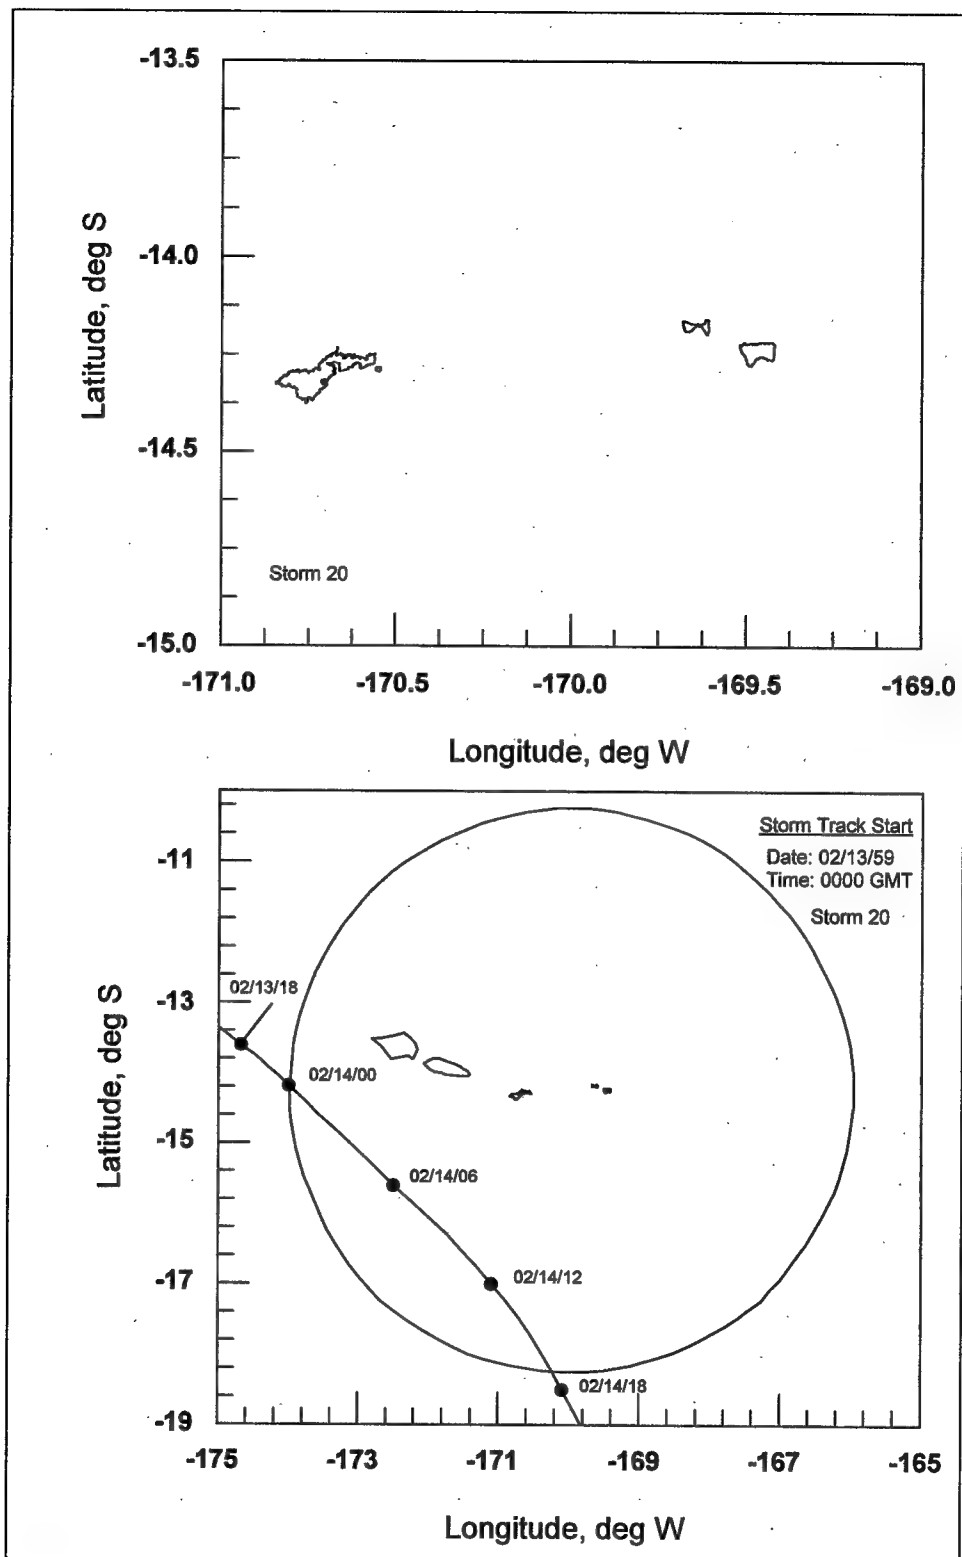 -13.5
-14.0
-14.5
-15.0
Latitude, deg S
Storm 20
-171.0 -170.5 -170.0 -169.5 -169.0
Longitude, deg W
Storm Track Start
Date: 02/13/59
Time: 0000 GMT
Storm 20
-11
-13
-15
-17
-19
Latitude, deg S
02/13/18
02/14/00
02/14/06
02/14/12
02/14/18
-175 -173 -171 -169 -167 -165
Longitude, deg W